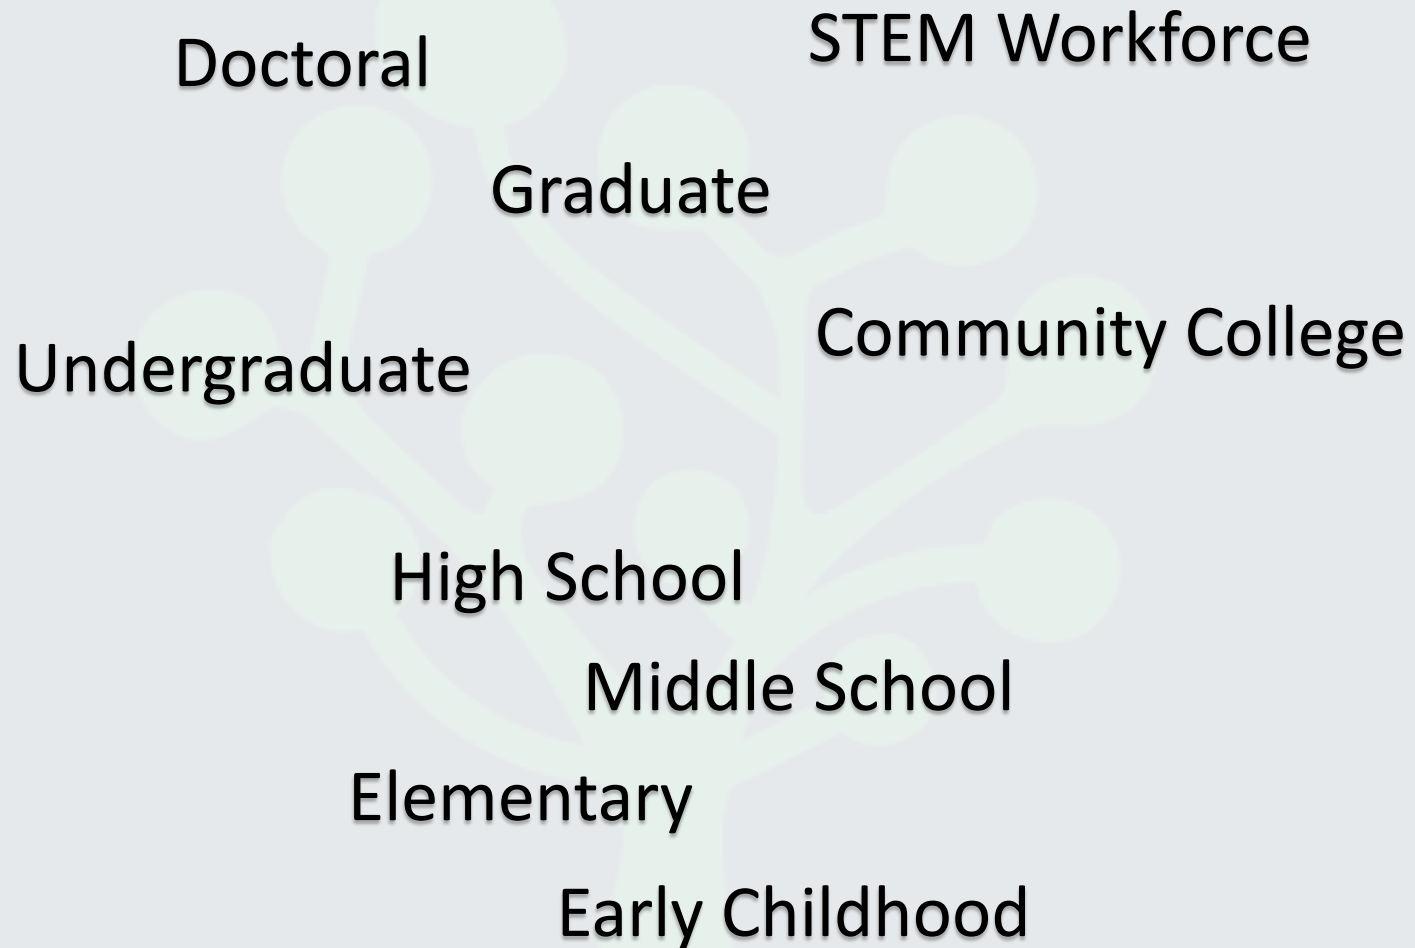 STEM Workforce
Doctoral
Graduate
Community College
Undergraduate
High School
Middle School
Elementary
Early Childhood